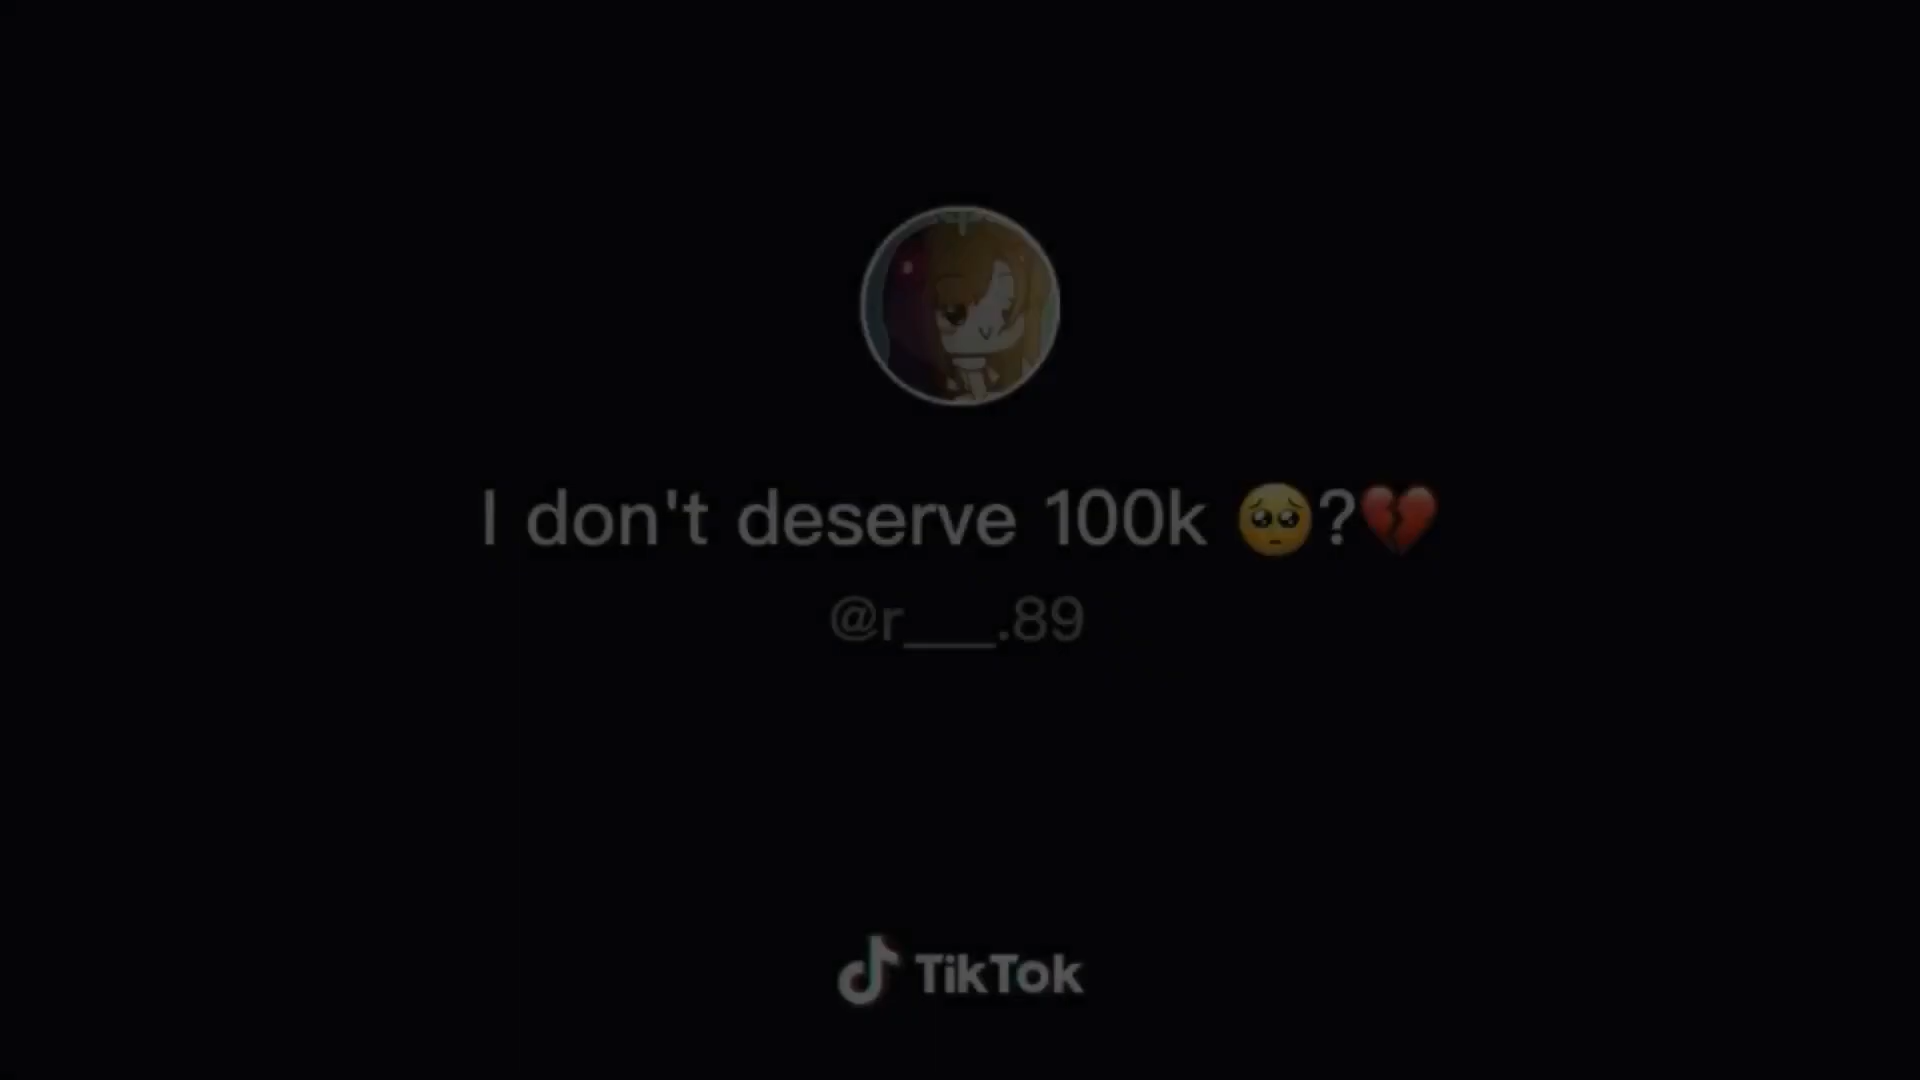 I don't deserve 100k 🥺?💔
@r___.89
TikTok